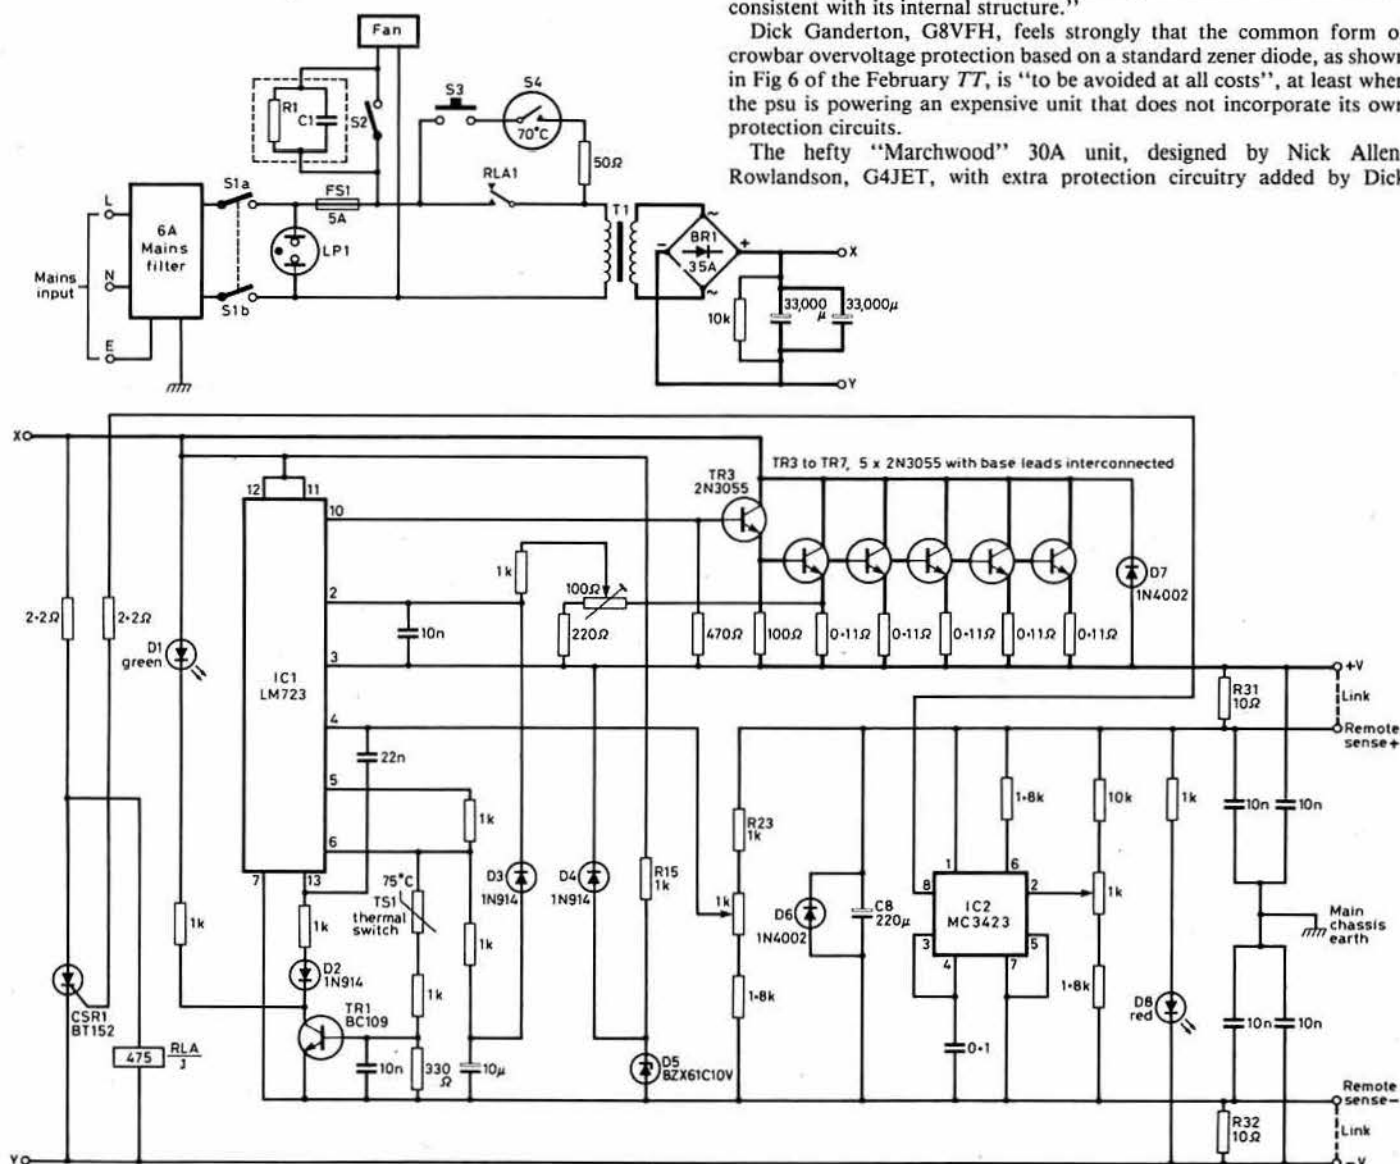 consistent with its internal structure."
Dick Ganderton, G8VFH, feels strongly that the common form o
crowbar overvoltage protection based on a standard zener diode, as shown
in Fig 6 of the February TT, is "to be avoided at all costs", at least when
the psu is powering an expensive unit that does not incorporate its own
protection circuits.
The hefty "Marchwood" 30A unit, designed by Nick Allen
Rowlandson, G4JET, with extra protection circuitry added by Dick
Fan
R1
C1
S2
S3
S4
70°C
50Ω
RLA1
S1a
FS1
5A
L
6A
Mains
filter
LP1
Mains
input
N
S1b
E
T1
~
BR1
35A
-
+
~
X
10k
33,000
μ
33,000μ
Y
X
12
11
TR3
2N3055
TR3 to TR7, 5 x 2N3055 with base leads interconnected
10
1k
100Ω
2
D7
1N4002
2·2Ω
2·2Ω
10n
220Ω
470Ω
100Ω
0·11Ω
0·11Ω
0·11Ω
0·11Ω
0·11Ω
D1
green
IC1
LM723
3
+V
R31
10Ω
Link
4
Remote
sense+
22n
5
1k
1·8k
10k
1k
10n
10n
R23
1k
6
7
13
75°C
TS1
thermal
switch
D3
1N914
D4
1N914
R15
1k
1
6
8
IC2
MC3423
2
1k
1k
D6
1N4002
C8
220μ
3
5
4
7
Main
chassis
earth
1k
1k
1k
D2
1N914
1k
1·8k
1·8k
D8
red
10n
10n
CSR1
BT152
TR1
BC109
475
RLA
1
10n
330
Ω
10μ
D5
BZX61C10V
0·1
Remote
sense-
R32
10Ω
Link
Y
-V